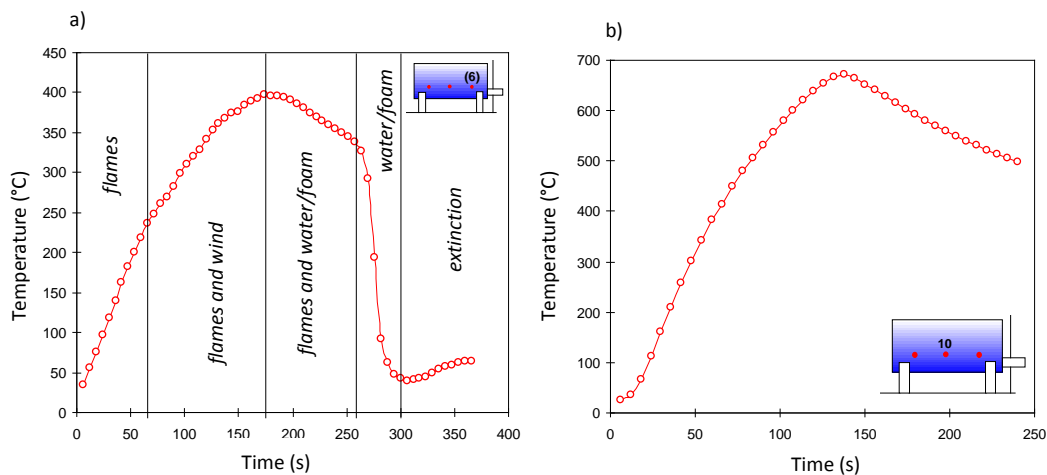 a)
450
400
350
300
250
200
150
100
50
0
Temperature (°C)
flames
flames and wind
flames and water/foam
water/foam
extinction
(6)
0 50 100 150 200 250 300 350 400
Time (s)
b)
700
600
500
400
300
200
100
0
Temperature (°C)
10
0 50 100 150 200 250
Time (s)